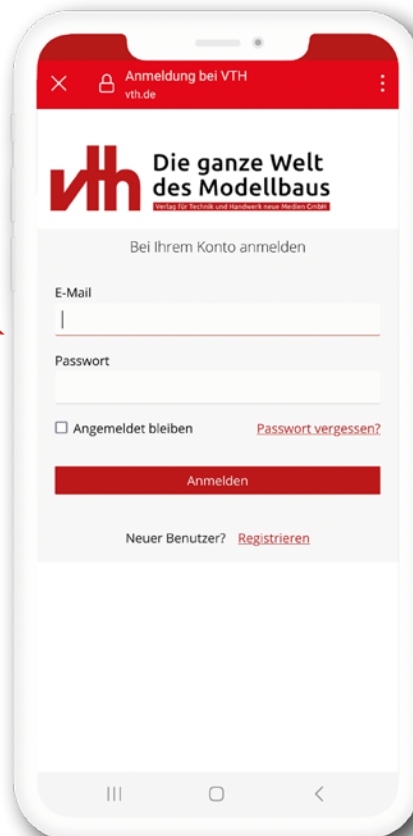 Anmeldung bei VTH
vth.de
vth
Die ganze Welt
des Modellbaus
Verlag für Technik und Handwerk neue Medien GmbH
Bei Ihrem Konto anmelden
E-Mail
Passwort
Angemeldet bleiben Passwort vergessen?
Anmelden
Neuer Benutzer? Registrieren